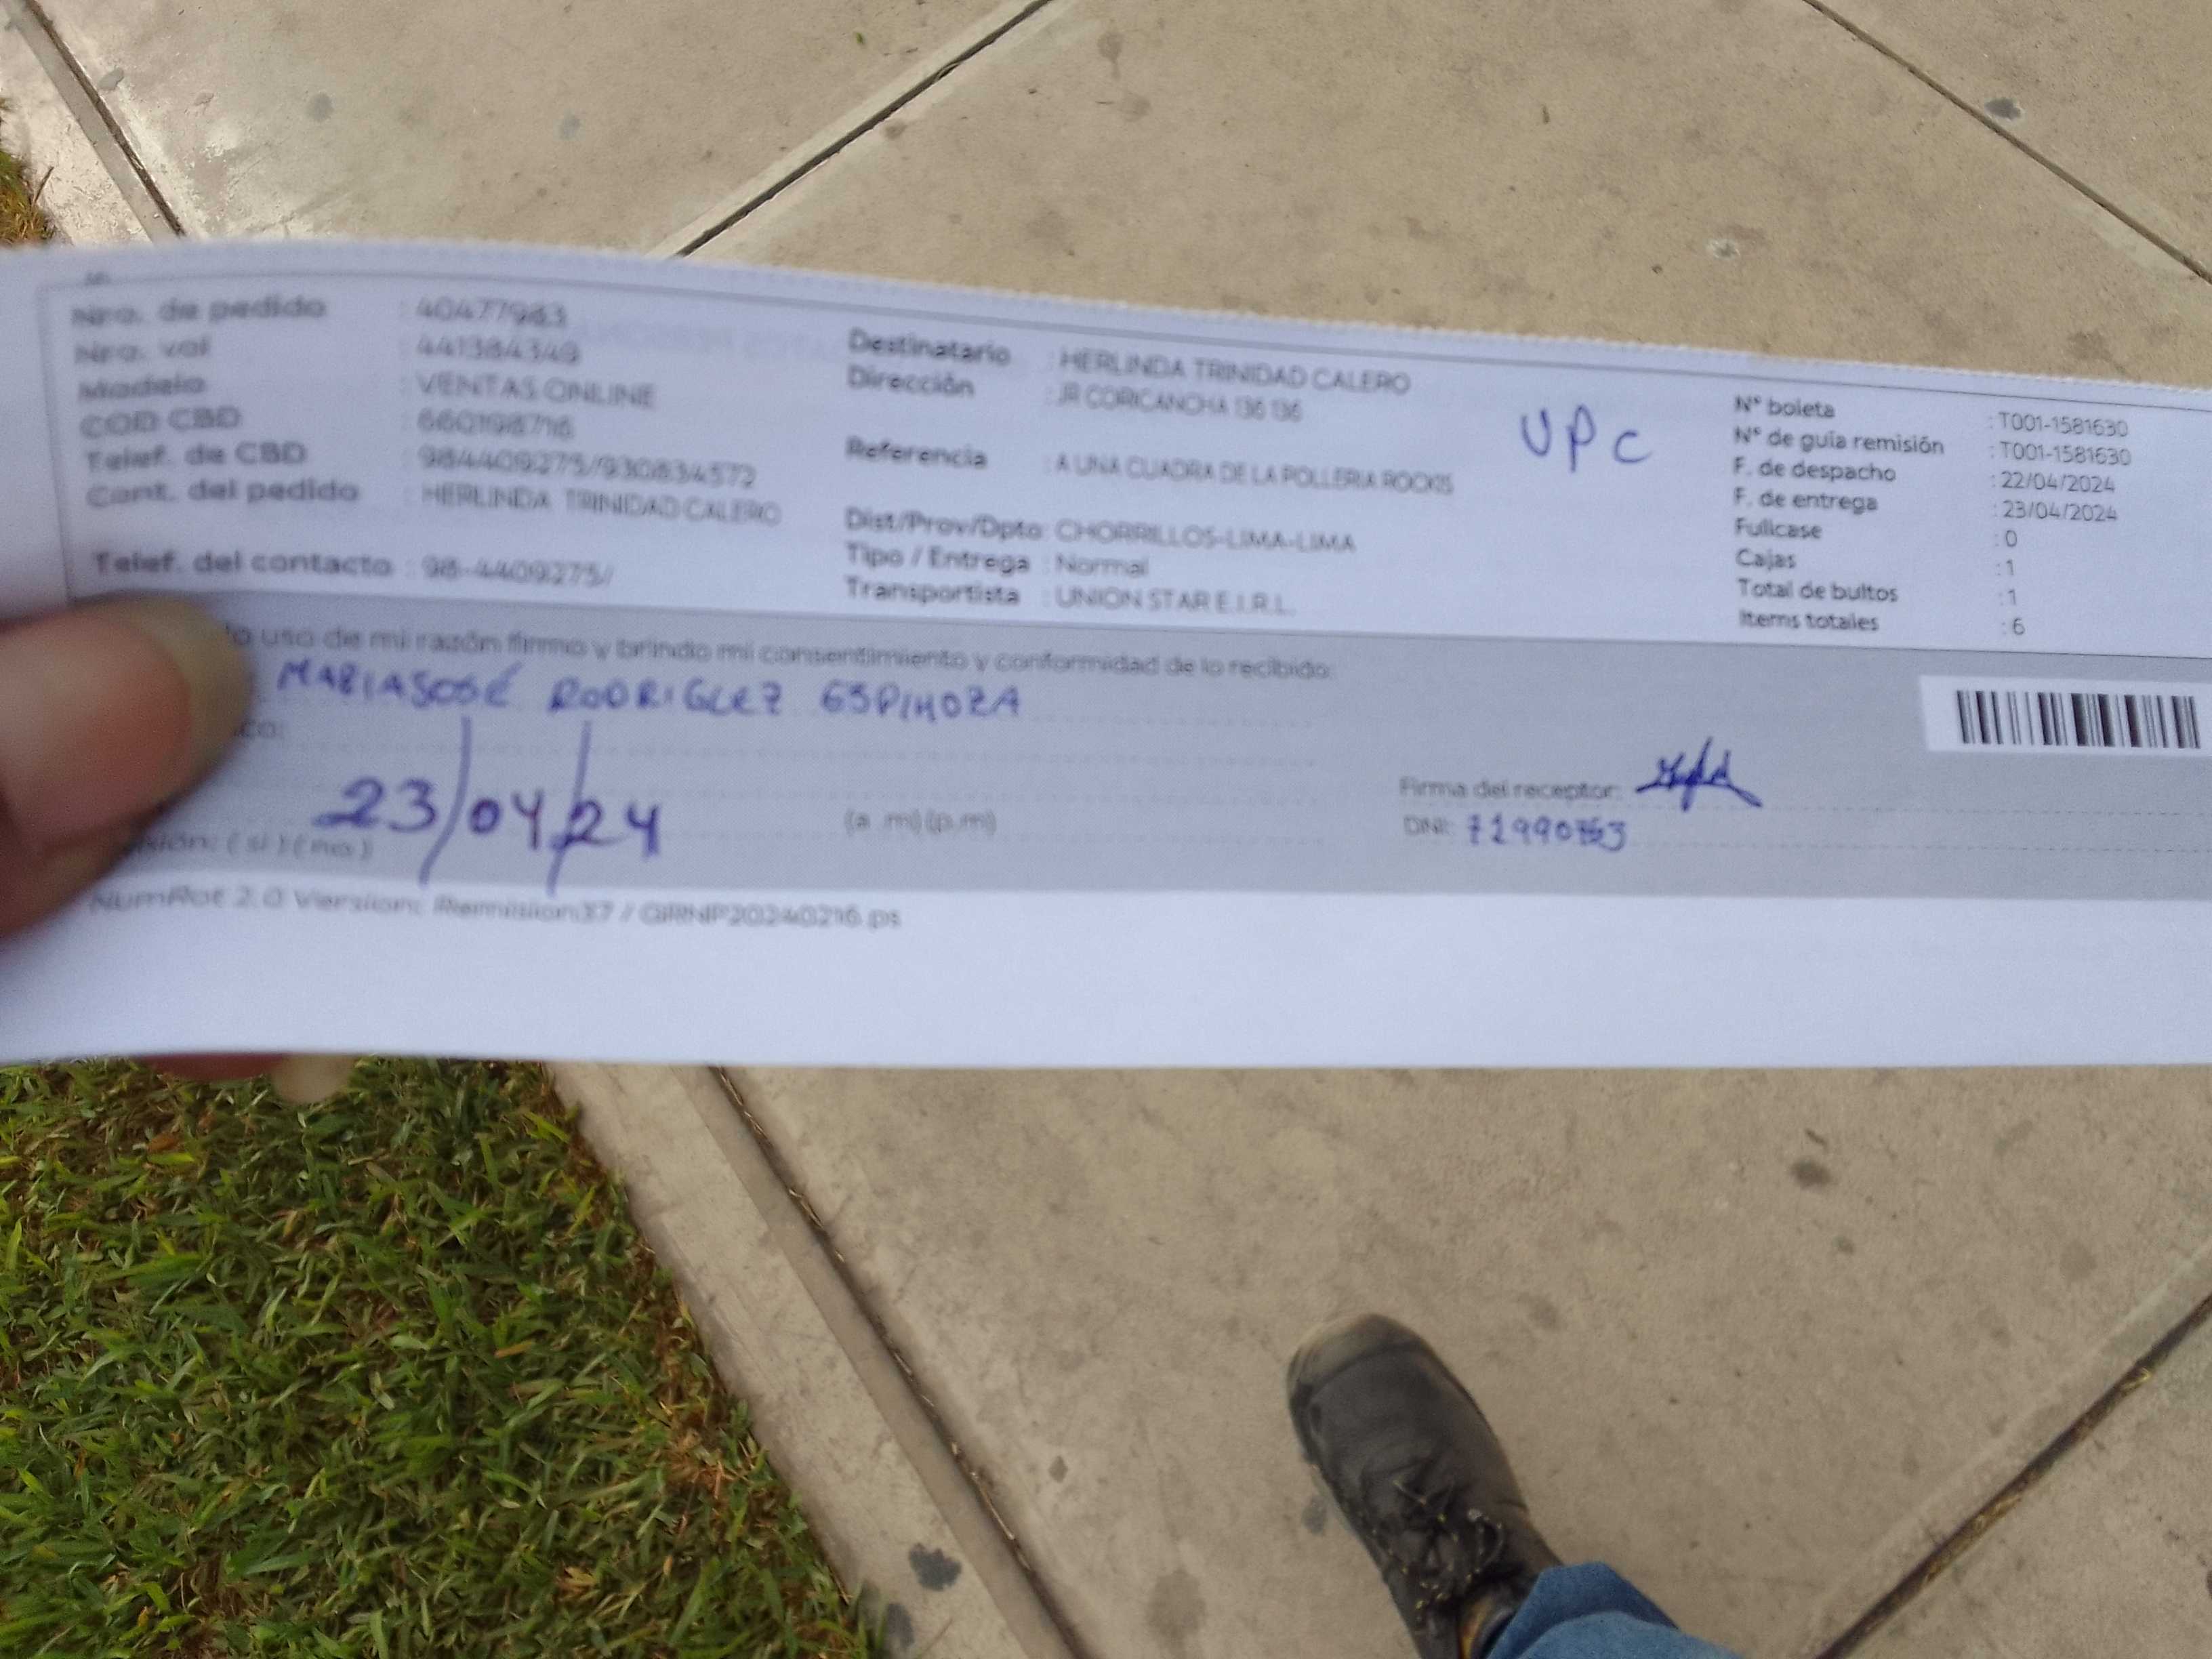 Nro. de pedido : 40477983
Nro. val : 441384349
Modelo : VENTAS ONLINE
COD CBD : 660198716
Telef. de CBD : 984409275/930834572
Cont. del pedido : HERLINDA TRINIDAD CALERO
Telef. del contacto : 98-4409275/
Destinatario : HERLINDA TRINIDAD CALERO
Dirección : JR CORICANCHA 136 136
Referencia : A UNA CUADRA DE LA POLLERIA ROCKIS
Dist/Prov/Dpto: CHORRILLOS-LIMA-LIMA
Tipo / Entrega : Normal
Transportista : UNION STAR E.I.R.L.
UPC
N° boleta : T001-1581630
N° de guía remisión : T001-1581630
F. de despacho : 22/04/2024
F. de entrega : 23/04/2024
Fullcase : 0
Cajas : 1
Total de bultos : 1
Items totales : 6
uso de mi razón firmo y brindo mi consentimiento y conformidad de lo recibido:
MARIAJOSÉ RODRIGUEZ ESPINOZA
23/04/24
(a .m) (p.m)
( si ) ( no )
Firma del receptor:
DNI: 71990763
NumRot 2.0 Version: Remision37 / GRNP20240216.ps